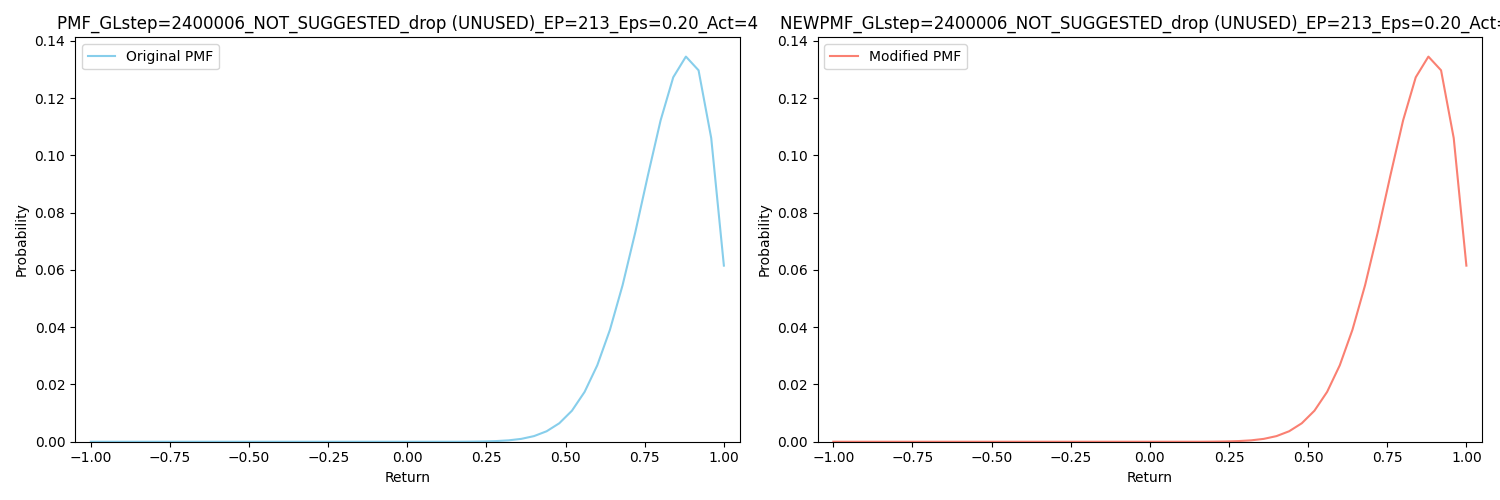 PMF_GLstep=2400006_NOT_SUGGESTED_drop (UNUSED)_EP=213_Eps=0.20_Act=4
Original PMF
0.14
0.12
0.10
0.08
0.06
0.04
0.02
0.00
Probability
−1.00 −0.75 −0.50 −0.25 0.00 0.25 0.50 0.75 1.00
Return
NEWPMF_GLstep=2400006_NOT_SUGGESTED_drop (UNUSED)_EP=213_Eps=0.20_Act=
Modified PMF
0.14
0.12
0.10
0.08
0.06
0.04
0.02
0.00
Probability
−1.00 −0.75 −0.50 −0.25 0.00 0.25 0.50 0.75 1.00
Return